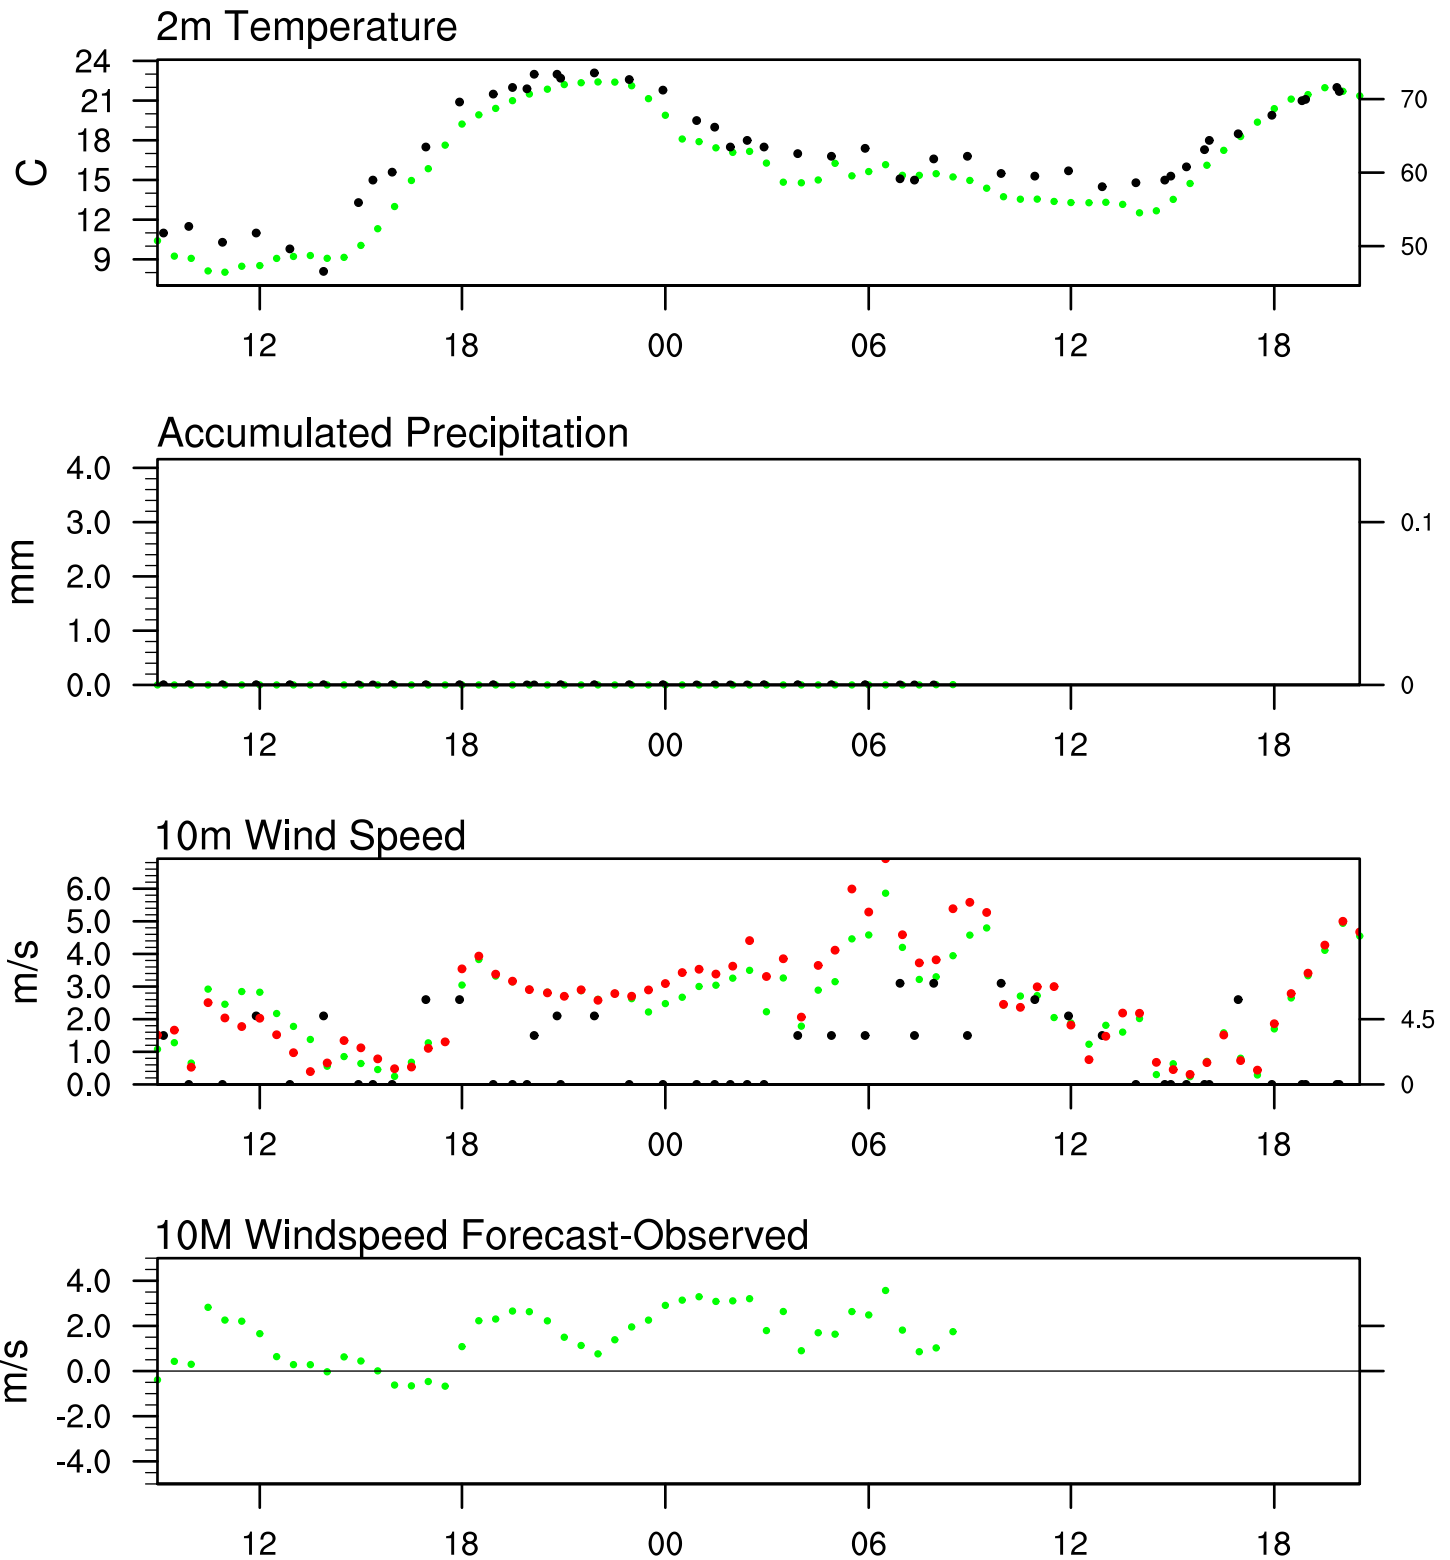 2m Temperature
24
21
18
15
12
9
C
70
60
50
12 18 00 06 12 18
Accumulated Precipitation
4.0
3.0
2.0
1.0
0.0
mm
0.1
0
12 18 00 06 12 18
10m Wind Speed
6.0
5.0
4.0
3.0
2.0
1.0
0.0
m/s
4.5
0
12 18 00 06 12 18
10M Windspeed Forecast-Observed
4.0
2.0
0.0
-2.0
-4.0
m/s
12 18 00 06 12 18